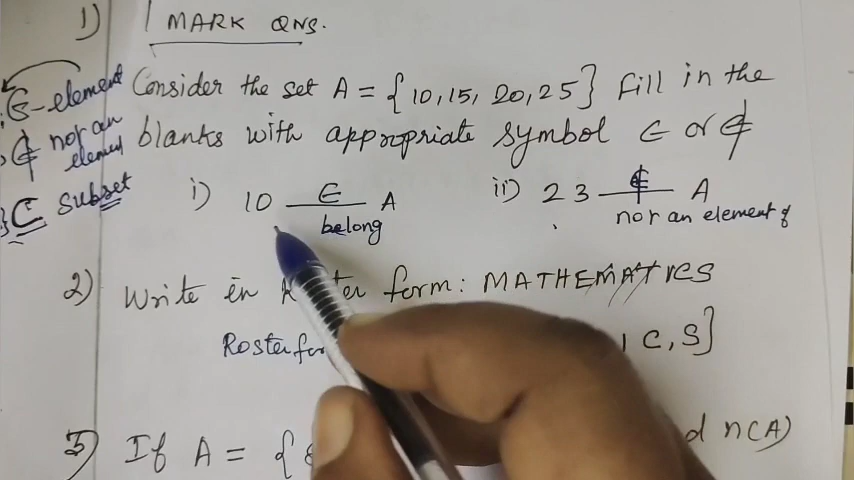 1) 1 MARK QNS.
∈-element
Consider the set A = {10,15, 20,25} Fill in the
∉ not an element
blanks with appropriate symbol ∈ or ∉
⊂ subset
i) 10 ∈ A ii) 23 ∉ A
belong not an element of
2) Write in form: MATHEMATICS
C, S}
3) If A = { n(A)